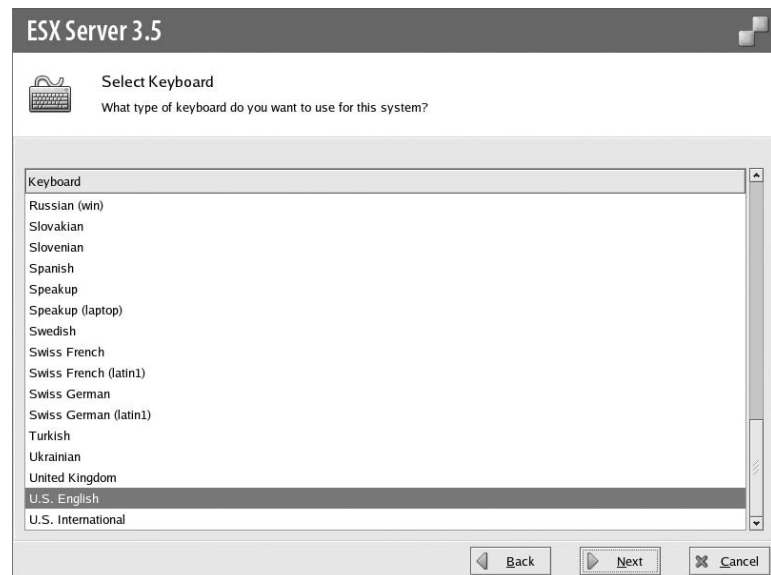 ESX Server 3.5
Select Keyboard
What type of keyboard do you want to use for this system?
Keyboard
Russian (win)
Slovakian
Slovenian
Spanish
Speakup
Speakup (laptop)
Swedish
Swiss French
Swiss French (latin1)
Swiss German
Swiss German (latin1)
Turkish
Ukrainian
United Kingdom
U.S. English
U.S. International
Back
Next
Cancel